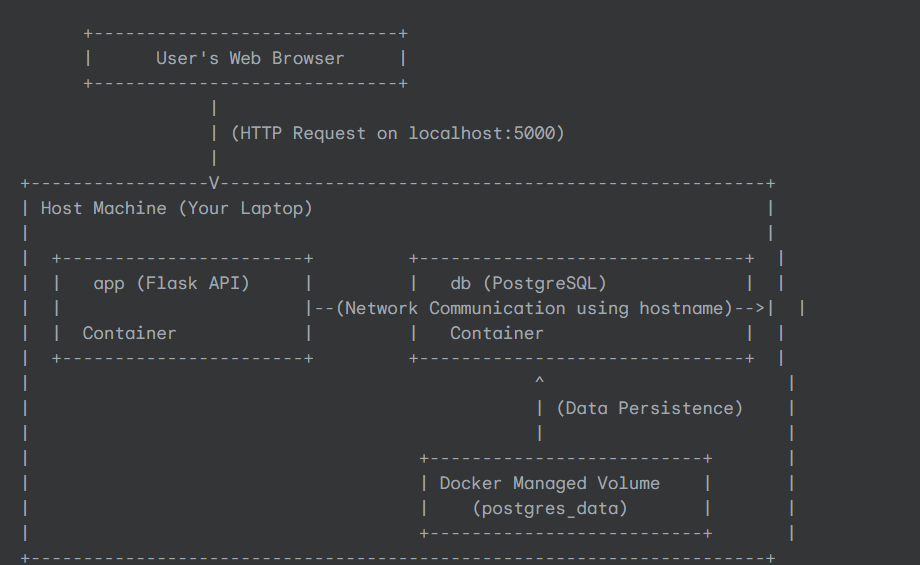 User's Web Browser
(HTTP Request on localhost:5000)
V
Host Machine (Your Laptop)
app (Flask API) db (PostgreSQL)
--(Network Communication using hostname)-->
Container Container
^
(Data Persistence)
Docker Managed Volume
(postgres_data)